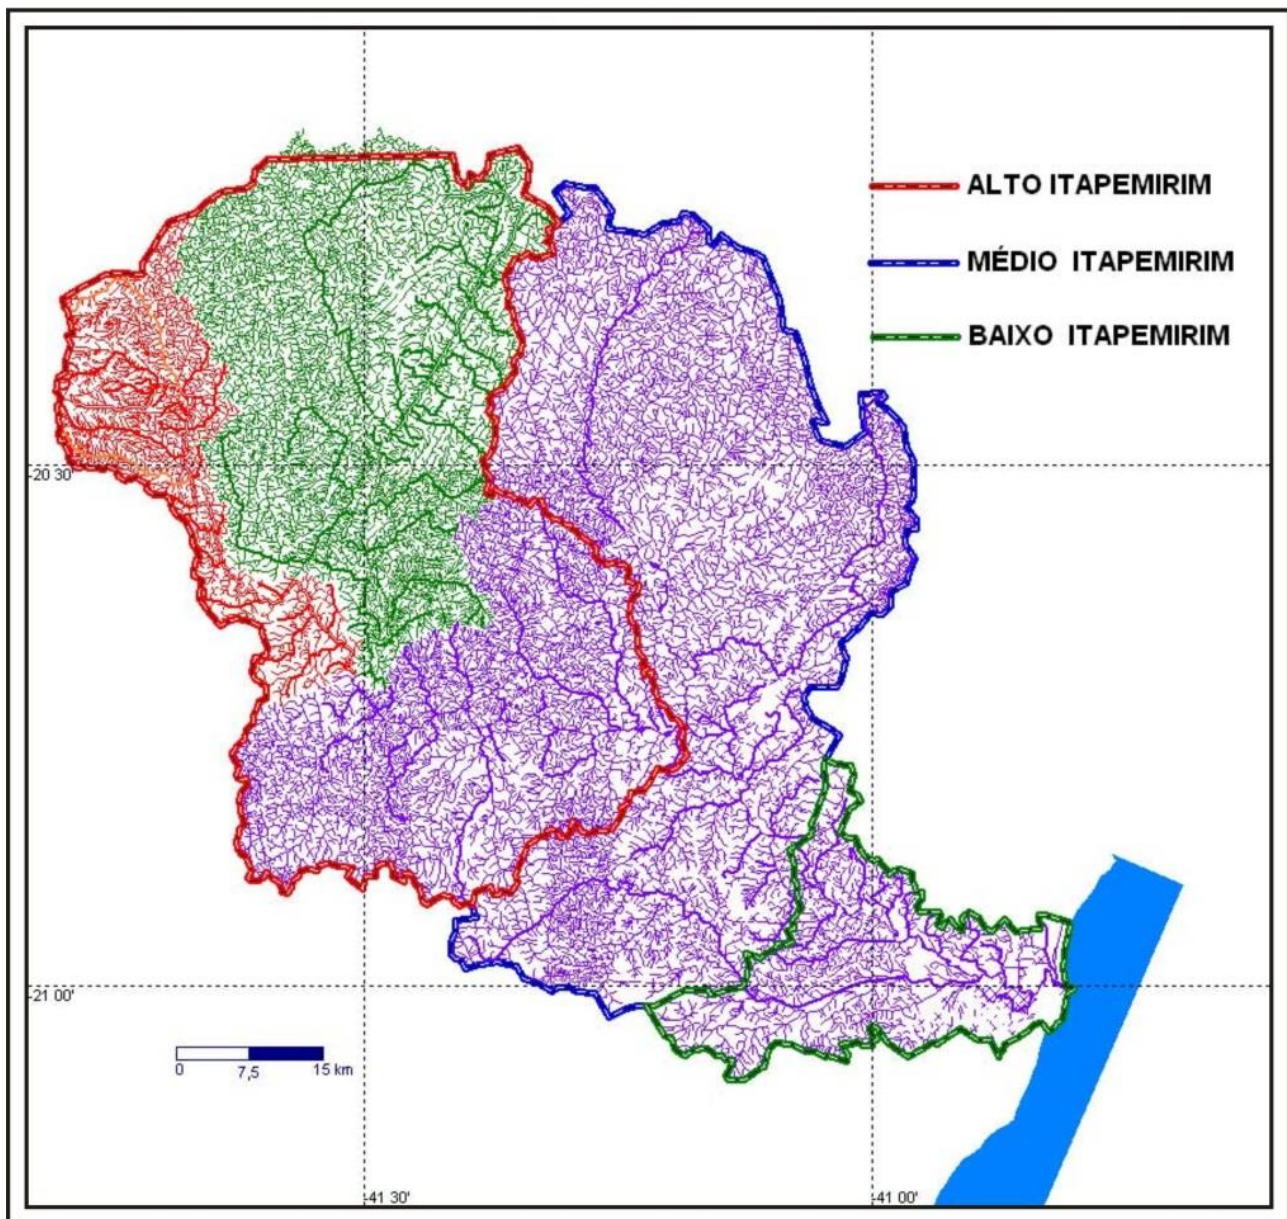 ALTO ITAPEMIRIM
MÉDIO ITAPEMIRIM
BAIXO ITAPEMIRIM
-20 30'
-21 00'
0 7,5 15 km
-41 30' -41 00'